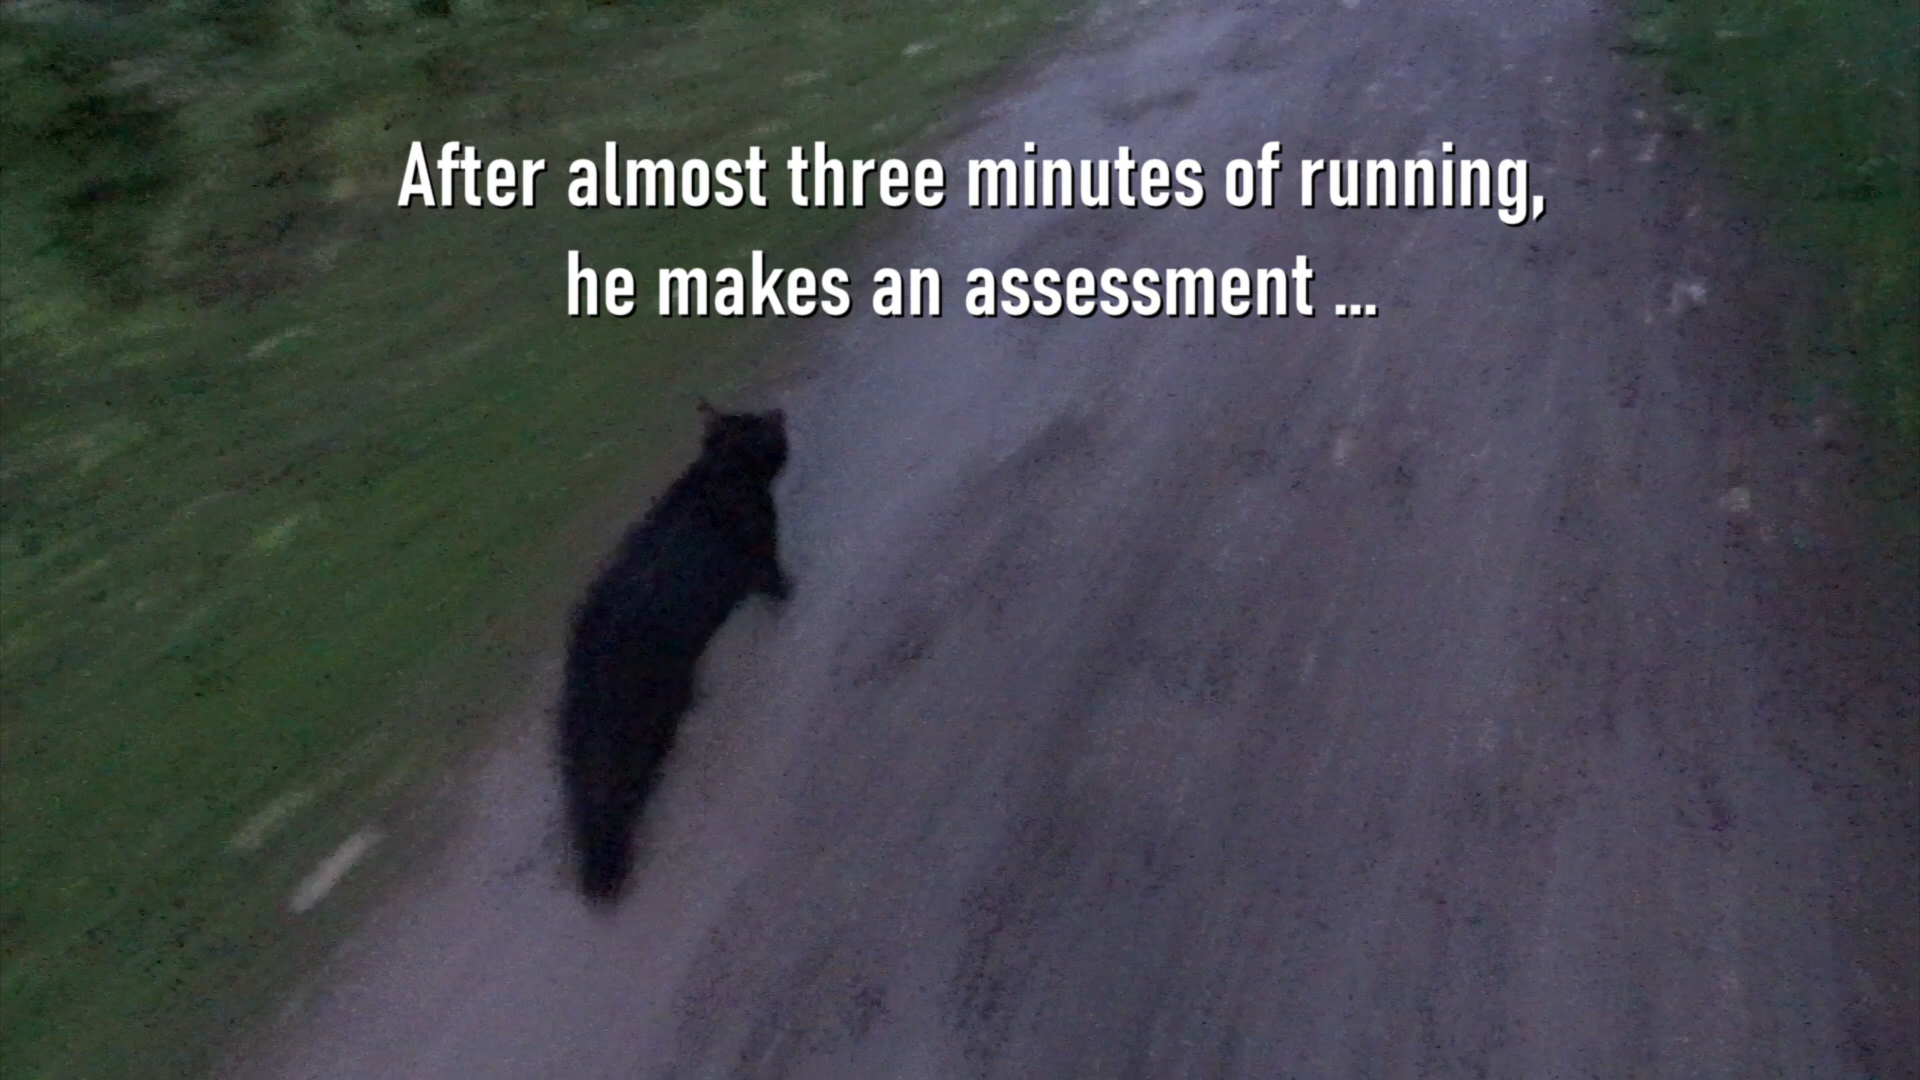 After almost three minutes of running,
he makes an assessment ...